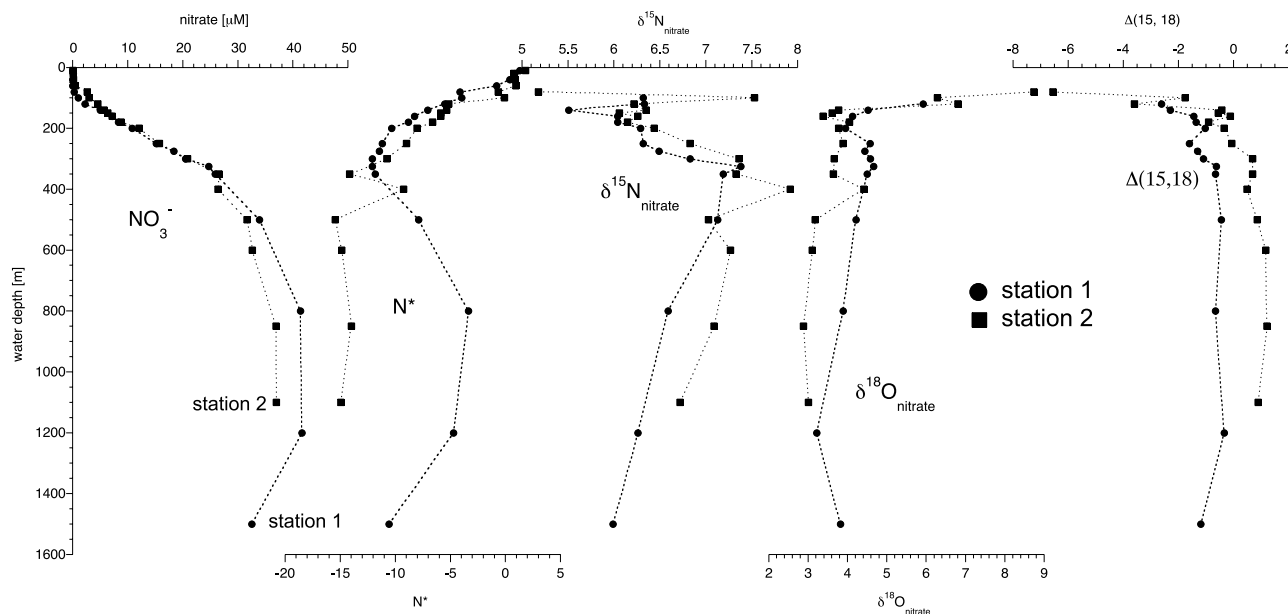 nitrate [µM]
δ15Nnitrate
Δ(15, 18)
0 10 20 30 40 50
5 5.5 6 6.5 7 7.5 8
-8 -6 -4 -2 0 2
0
200
400
600
800
1000
1200
1400
1600
water depth [m]
NO3-
N*
δ15Nnitrate
Δ(15,18)
station 1
station 2
δ18Onitrate
station 2
station 1
-20 -15 -10 -5 0 5
2 3 4 5 6 7 8 9
N*
δ18Onitrate